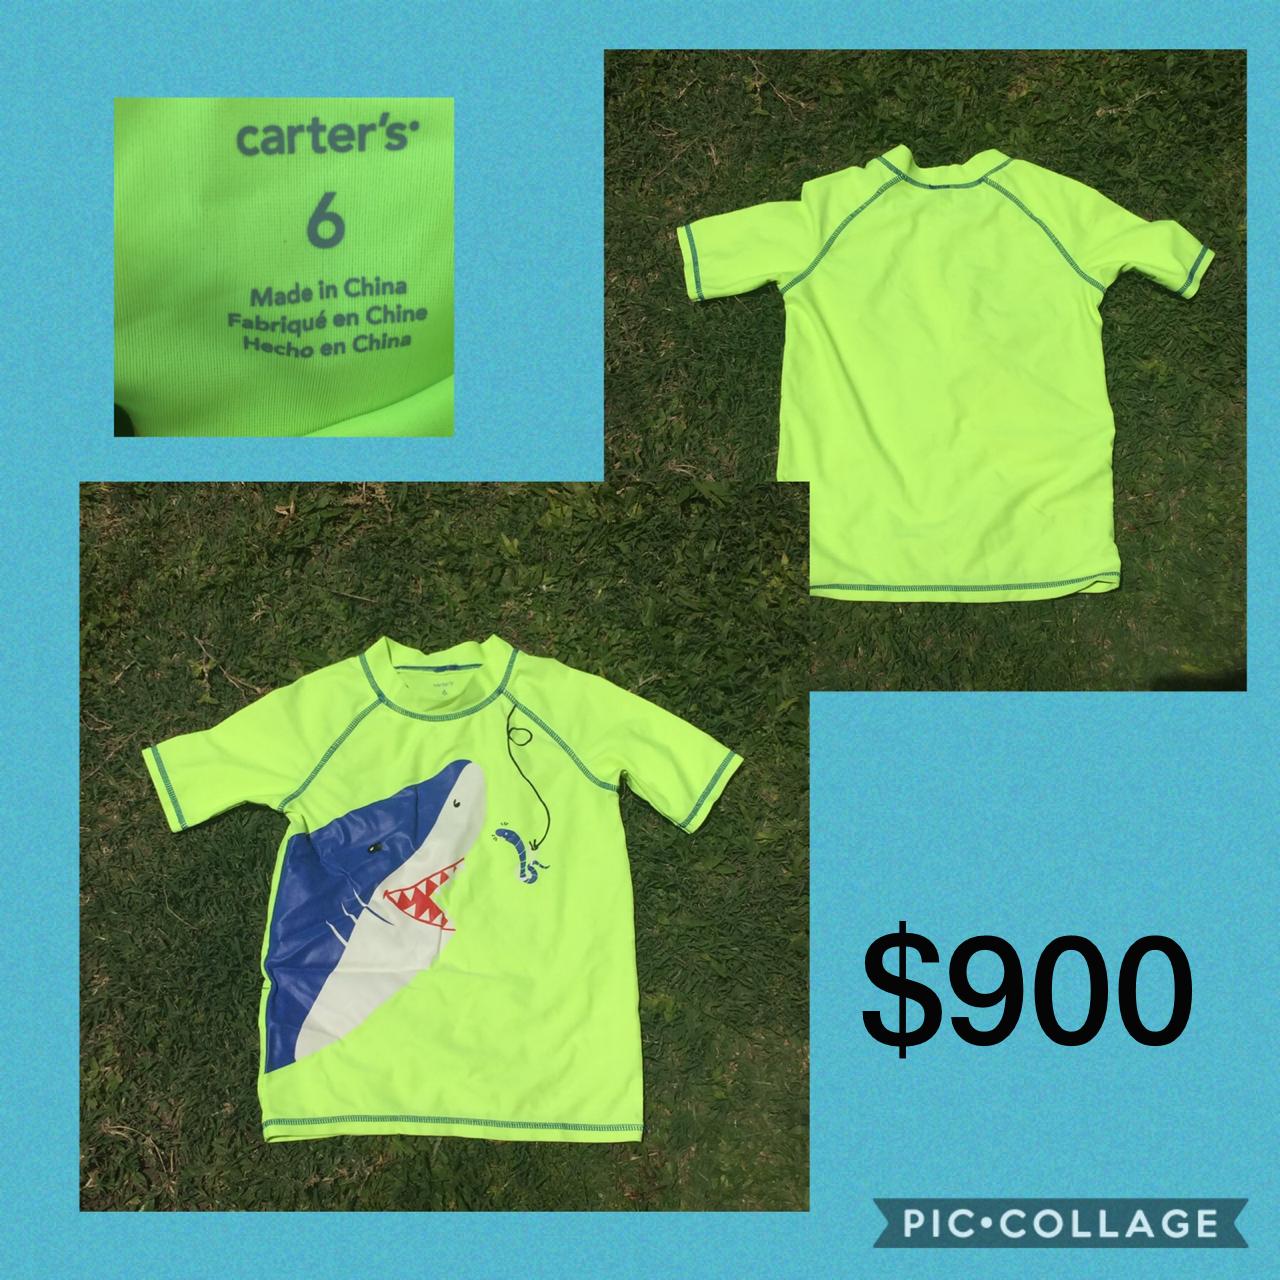 carter's
6
Made in China
Fabriqué en Chine
Hecho en China
$900
PIC•COLLAGE